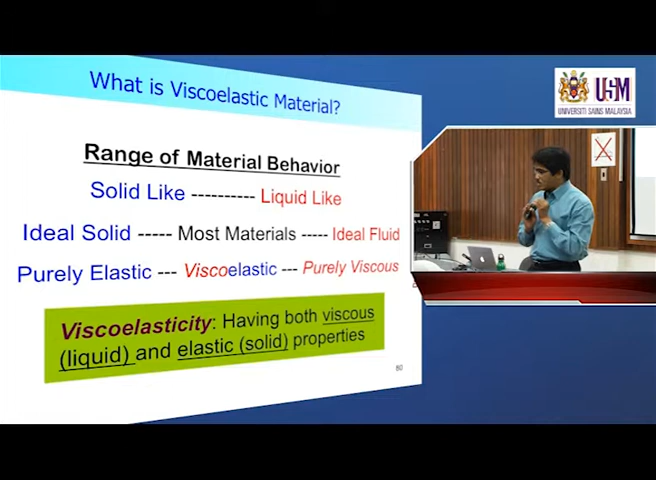 What is Viscoelastic Material?
USM
UNIVERSITI SAINS MALAYSIA
Range of Material Behavior
Solid Like ---------- Liquid Like
Ideal Solid ----- Most Materials ----- Ideal Fluid
Purely Elastic --- Viscoelastic --- Purely Viscous
Viscoelasticity: Having both viscous
(liquid) and elastic (solid) properties
80